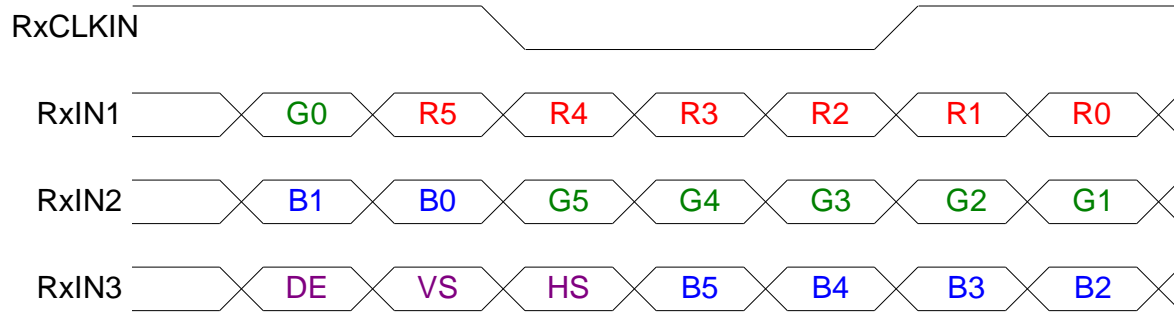 RxCLKIN
RxIN1 G0 R5 R4 R3 R2 R1 R0
RxIN2 B1 B0 G5 G4 G3 G2 G1
RxIN3 DE VS HS B5 B4 B3 B2